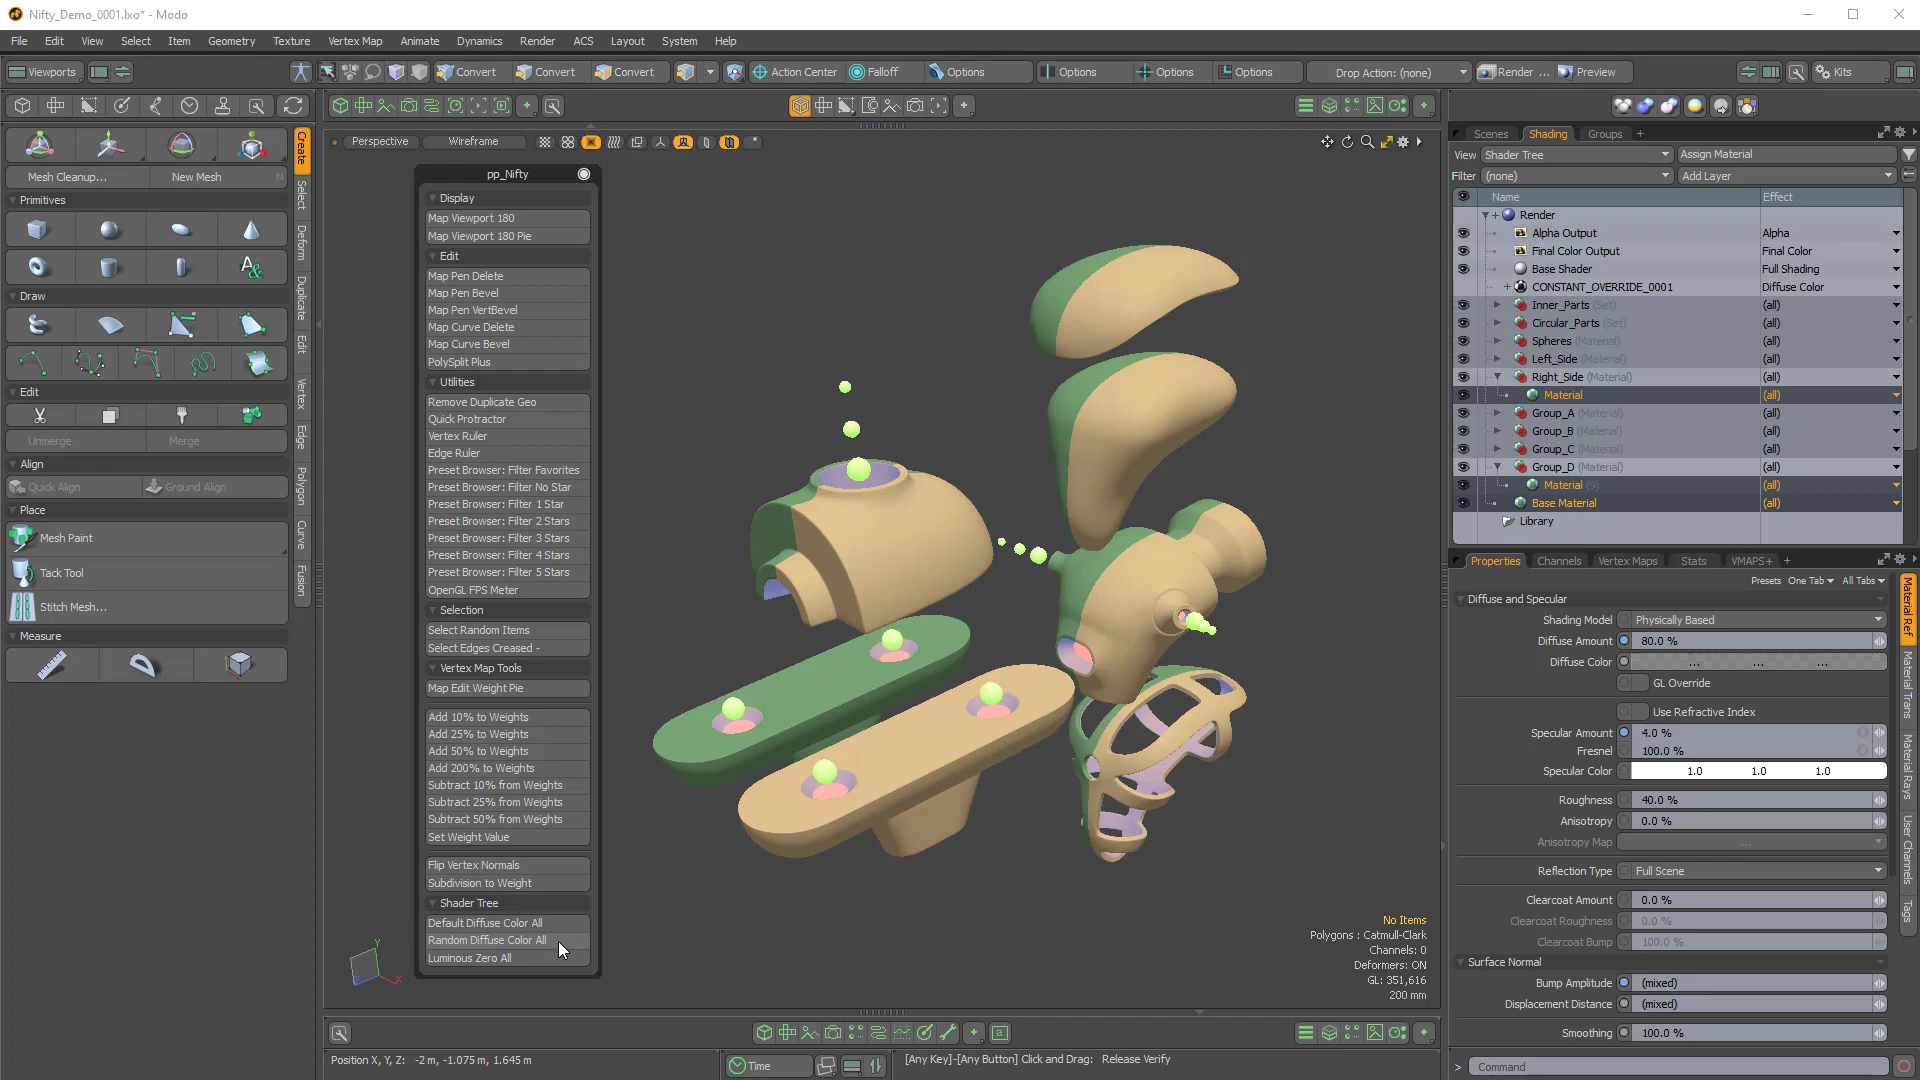 Nifty_Demo_0001.lxo* - Modo
File Edit View Select Item Geometry Texture Vertex Map Animate Dynamics Render ACS Layout System Help
Viewports Convert Convert Convert Action Center Falloff Options Options Options Options Drop Action: (none) Render ... Preview Kits
Mesh Cleanup... New Mesh N
Primitives
Draw
Edit
Unmerge Merge
Align
Quick Align Ground Align
Place
Mesh Paint
Tack Tool
Stitch Mesh...
Measure
Create
Select
Deform
Duplicate
Edit
Vertex
Edge
Polygon
Curve
Fusion
Perspective Wireframe
pp_Nifty
Display
Map Viewport 180
Map Viewport 180 Pie
Edit
Map Pen Delete
Map Pen Bevel
Map Pen VertBevel
Map Curve Delete
Map Curve Bevel
PolySplit Plus
Utilities
Remove Duplicate Geo
Quick Protractor
Vertex Ruler
Edge Ruler
Preset Browser: Filter Favorites
Preset Browser: Filter No Star
Preset Browser: Filter 1 Star
Preset Browser: Filter 2 Stars
Preset Browser: Filter 3 Stars
Preset Browser: Filter 4 Stars
Preset Browser: Filter 5 Stars
OpenGL FPS Meter
Selection
Select Random Items
Select Edges Creased -
Vertex Map Tools
Map Edit Weight Pie
Add 10% to Weights
Add 25% to Weights
Add 50% to Weights
Add 200% to Weights
Subtract 10% from Weights
Subtract 25% from Weights
Subtract 50% from Weights
Set Weight Value
Flip Vertex Normals
Subdivision to Weight
Shader Tree
Default Diffuse Color All
Random Diffuse Color All
Luminous Zero All
Y
X
Z
No Items
Polygons : Catmull-Clark
Channels: 0
Deformers: ON
GL: 351,616
200 mm
Position X, Y, Z: -2 m, -1.075 m, 1.645 m
Time
[Any Key]-[Any Button] Click and Drag: Release Verify
Scenes Shading Groups +
View Shader Tree Assign Material
Filter (none) Add Layer
Name Effect
Render
Alpha Output Alpha
Final Color Output Final Color
Base Shader Full Shading
CONSTANT_OVERRIDE_0001 Diffuse Color
Inner_Parts (Set) (all)
Circular_Parts (Set) (all)
Spheres (Material) (all)
Left_Side (Material) (all)
Right_Side (Material) (all)
Material (all)
Group_A (Material) (all)
Group_B (Material) (all)
Group_C (Material) (all)
Group_D (Material) (all)
Material (9) (all)
Base Material (all)
Library
Properties Channels Vertex Maps Stats VMAPS+ +
Presets One Tab All Tabs
Diffuse and Specular
Shading Model Physically Based
Diffuse Amount 80.0 %
Diffuse Color ... ... ...
GL Override
Use Refractive Index
Specular Amount 4.0 %
Fresnel 100.0 %
Specular Color 1.0 1.0 1.0
Roughness 40.0 %
Anisotropy 0.0 %
Anisotropy Map ...
Reflection Type Full Scene
Clearcoat Amount 0.0 %
Clearcoat Roughness 0.0 %
Clearcoat Bump 100.0 %
Surface Normal
Bump Amplitude (mixed)
Displacement Distance (mixed)
Smoothing 100.0 %
> Command
Material Ref
Material Trans
Material Rays
User Channels
Tags